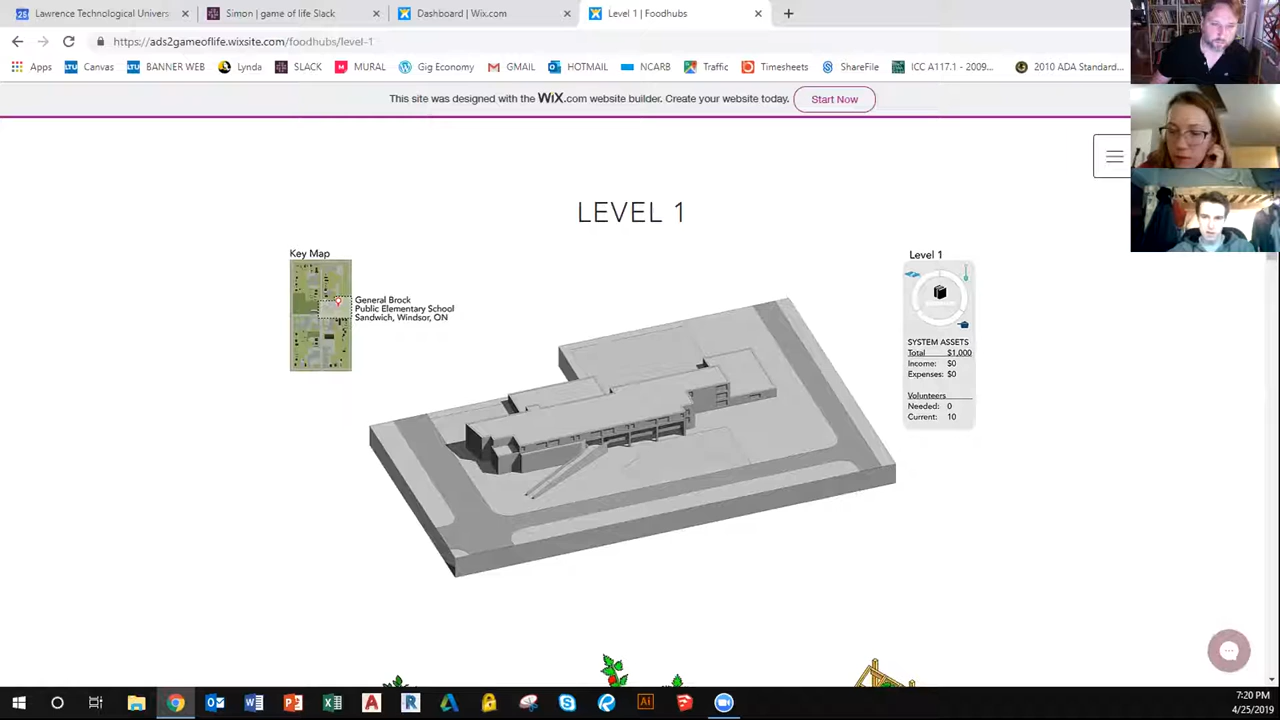 Lawrence Technological Univers
Simon | game of life Slack
Dashboard | Wix.com
Level 1 | Foodhubs
https://ads2gameoflife.wixsite.com/foodhubs/level-1
Apps
LTU Canvas
LTU BANNER WEB
Lynda
SLACK
MURAL
Gig Economy
GMAIL
HOTMAIL
NCARB
Traffic
Timesheets
ShareFile
ICC A117.1 - 2009...
2010 ADA Standard...
This site was designed with the WiX.com website builder. Create your website today.
Start Now
LEVEL 1
Key Map
General Brock
Public Elementary School
Sandwich, Windsor, ON
Level 1
SYSTEM ASSETS
Total $1,000
Income: $0
Expenses: $0
Volunteers
Needed: 0
Current: 10
7:20 PM
4/25/2019